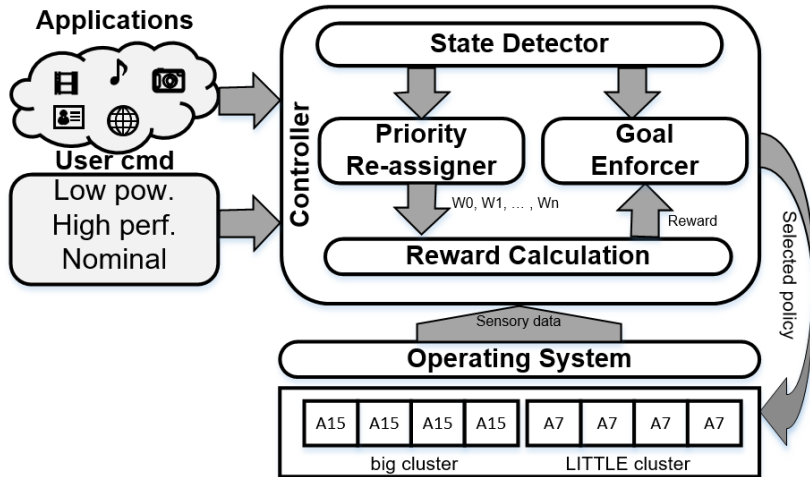 Applications
User cmd
Low pow.
High perf.
Nominal
Controller
State Detector
Priority
Re-assigner
Goal
Enforcer
W0, W1, ... , Wn
Reward
Reward Calculation
Selected policy
Sensory data
Operating System
A15 A15 A15 A15 A7 A7 A7 A7
big cluster LITTLE cluster